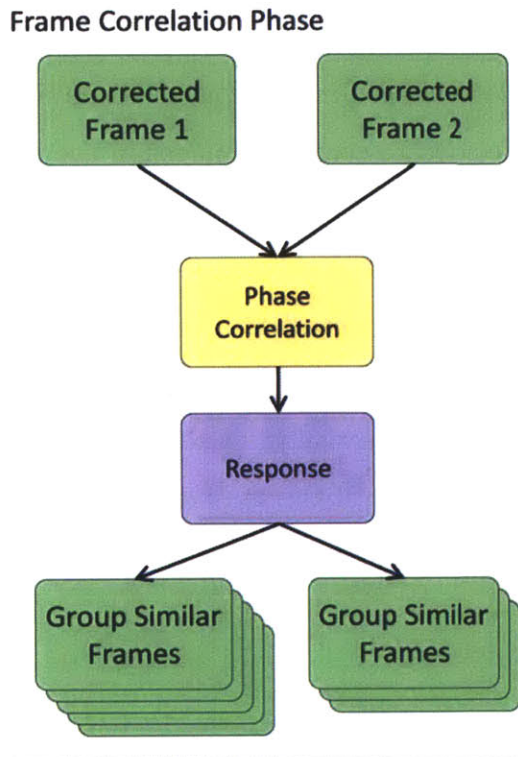 Frame Correlation Phase
Corrected
Frame 1
Corrected
Frame 2
Phase
Correlation
Response
Group Similar
Frames
Group Similar
Frames